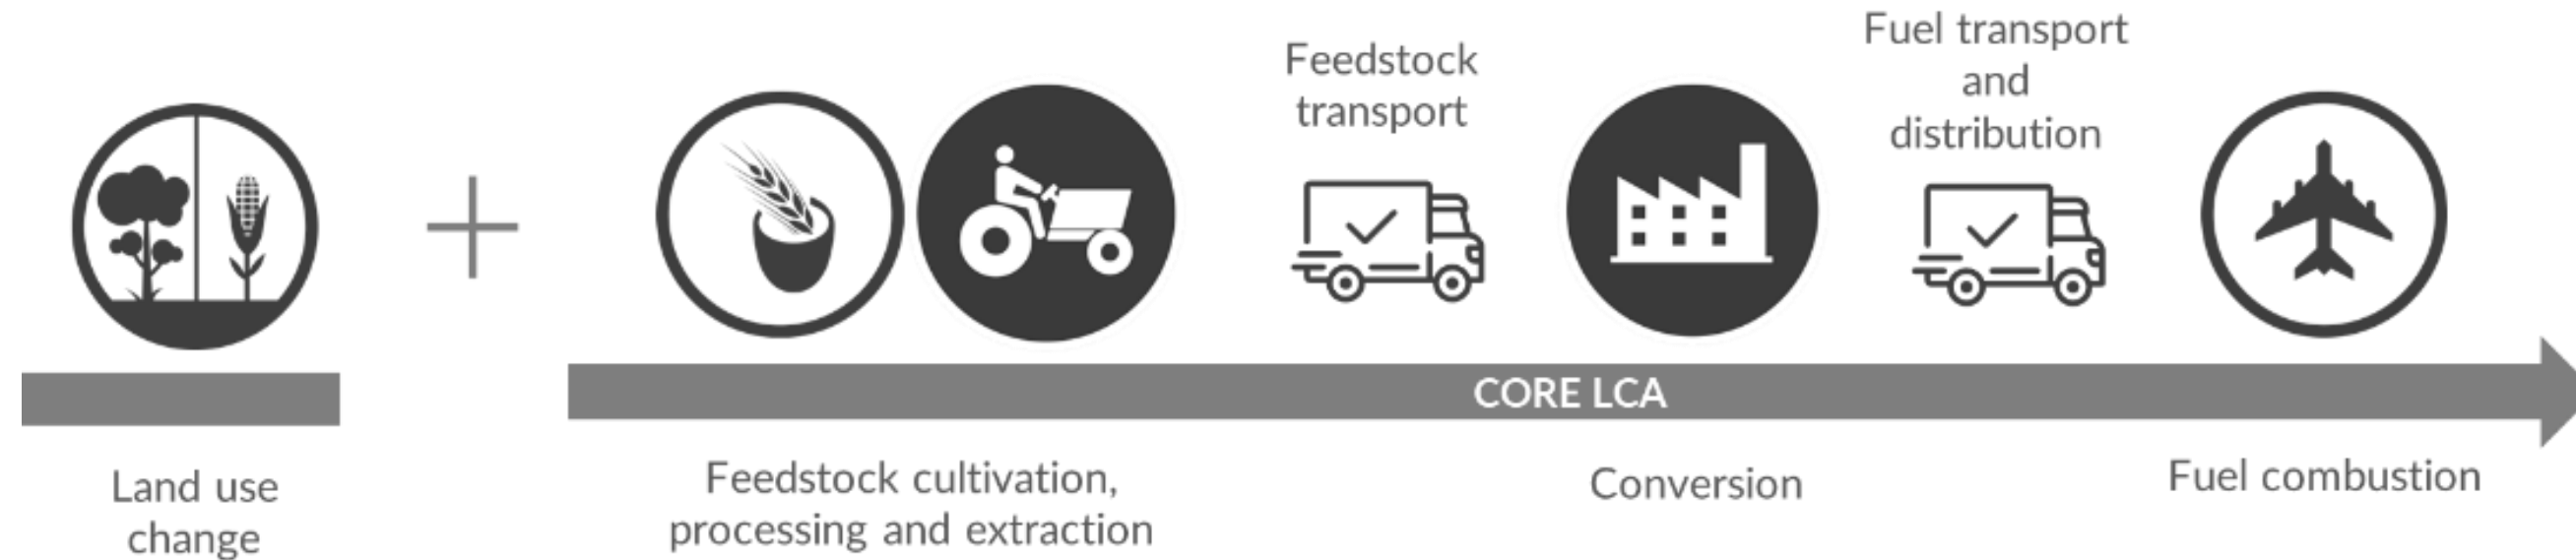 Land use
change
Feedstock cultivation,
processing and extraction
Feedstock
transport
CORE LCA
Conversion
Fuel transport
and
distribution
Fuel combustion